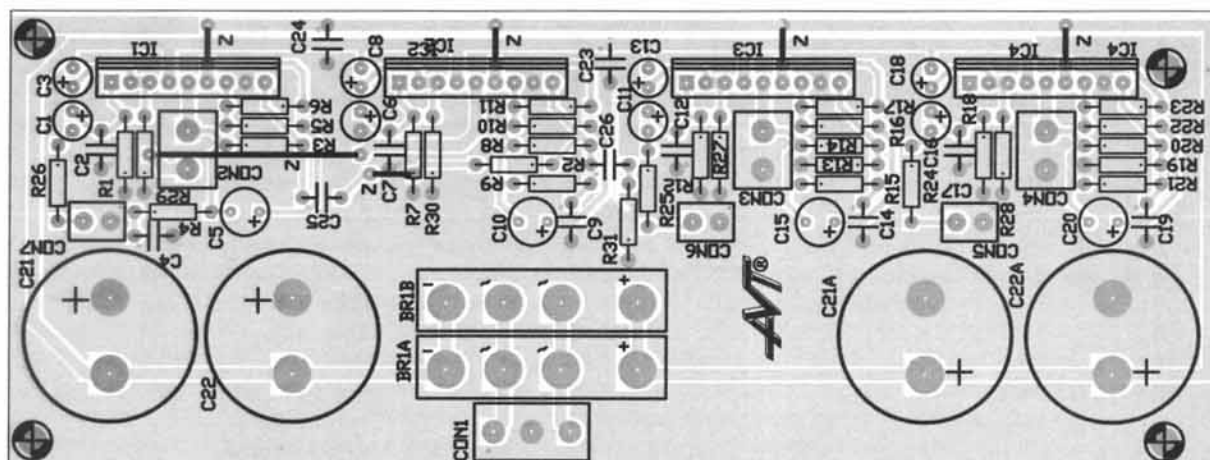 IC1
Z
C24
C8
IC2
Z
C23
C13
IC3
Z
C18
IC4
IC4
Z
C3
C1
R6
R5
R3
C6
R11
R10
R8
R2
R9
C11
C12
R17
R16
R14
R13
R18
R23
R22
R20
R19
R21
C2
R26
R1
R29
CON2
Z
Z
C7
R7
R30
C26
R27
CON3
R15
R24
C16
C17
R28
CON4
CON7
R4
C4
C5
C25
C10
C9
R31
R25
CON6
C15
C14
CON5
C20
C19
C21
C22
BR1B
- ~ ~ +
BR1A
- ~ ~ +
CON1
AVT®
C21A
C22A